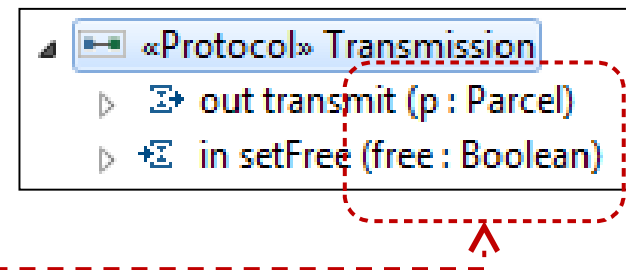 «Protocol» Transmission
out transmit (p : Parcel)
in setFree (free : Boolean)